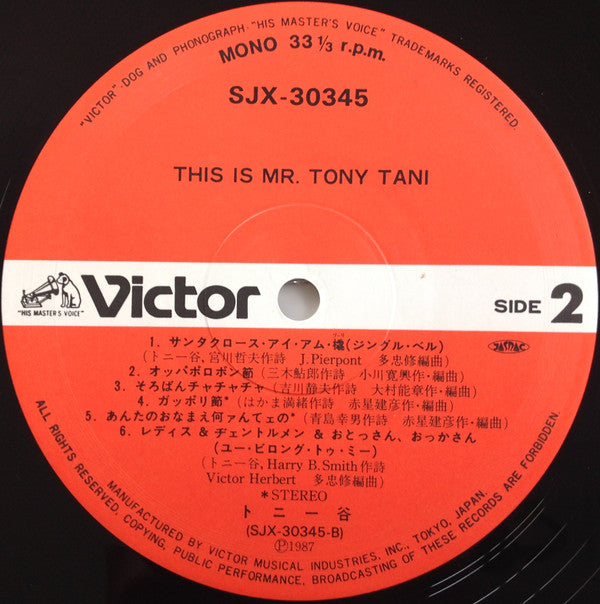 "VICTOR"·DOG AND PHONOGRAPH·"HIS MASTER'S VOICE" TRADEMARKS REGISTERED.
MONO 33 1/3 r.p.m.
SJX-30345
THIS IS MR. TONY TANI
"HIS MASTER'S VOICE"
Victor
SIDE 2
JASRAC
1. サンタクロース・アイ・アム・橇(ジングル・ベル)
(トニー谷, 宮川哲夫作詩 J.Pierpont 多忠修編曲)
2. オッパボロボン節 (三木鮎郎作詩 小川寛興作・編曲)
3. そろばんチャチャチャ (吉川静夫作詩 大村能章作・編曲)
4. ガッポリ節* (はかま満緒作詩 赤星建彦作・編曲)
5. あんたのおなまえ何ァんてェの* (青島幸男作詩 赤星建彦作・編曲)
6. レディス & ヂェントルメン & おとっさん、おっかさん
(ユー・ビロング・トゥ・ミー)
(トニー谷, Harry B.Smith作詩
Victor Herbert 多忠修編曲)
*STEREO
トニー谷
(SJX-30345-B)
Ⓟ1987
ALL RIGHTS RESERVED. COPYING, PUBLIC PERFORMANCE, BROADCASTING OF THESE RECORDS ARE FORBIDDEN.
MANUFACTURED BY VICTOR MUSICAL INDUSTRIES, INC., TOKYO, JAPAN.